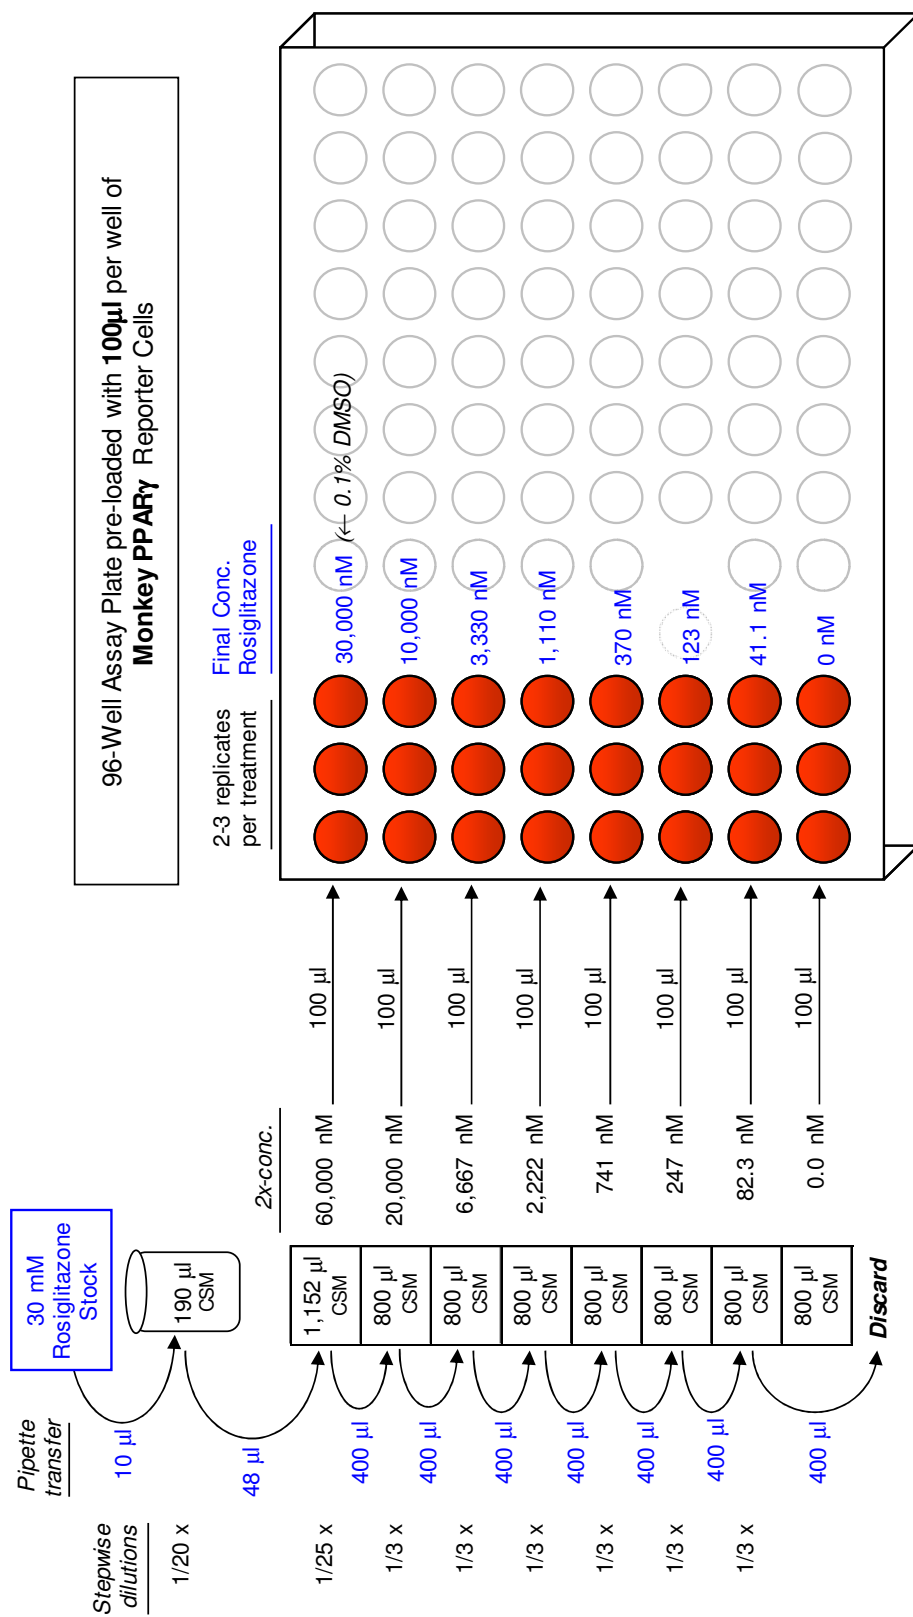 96-Well Assay Plate pre-loaded with 100µl per well of
Monkey PPARγ Reporter Cells
Stepwise
dilutions
Pipette
transfer
30 mM
Rosiglitazone
Stock
2x-conc.
2-3 replicates
per treatment
Final Conc.
Rosiglitazone
1/20 x
10 µl
190 µl
CSM
48 µl
1/25 x
1,152 µl
CSM
60,000 nM
100 µl
30,000 nM
(← 0.1% DMSO)
400 µl
1/3 x
800 µl
CSM
20,000 nM
100 µl
10,000 nM
400 µl
1/3 x
800 µl
CSM
6,667 nM
100 µl
3,330 nM
400 µl
1/3 x
800 µl
CSM
2,222 nM
100 µl
1,110 nM
400 µl
1/3 x
800 µl
CSM
741 nM
100 µl
370 nM
400 µl
1/3 x
800 µl
CSM
247 nM
100 µl
123 nM
400 µl
1/3 x
800 µl
CSM
82.3 nM
100 µl
41.1 nM
400 µl
800 µl
CSM
0.0 nM
100 µl
0 nM
Discard